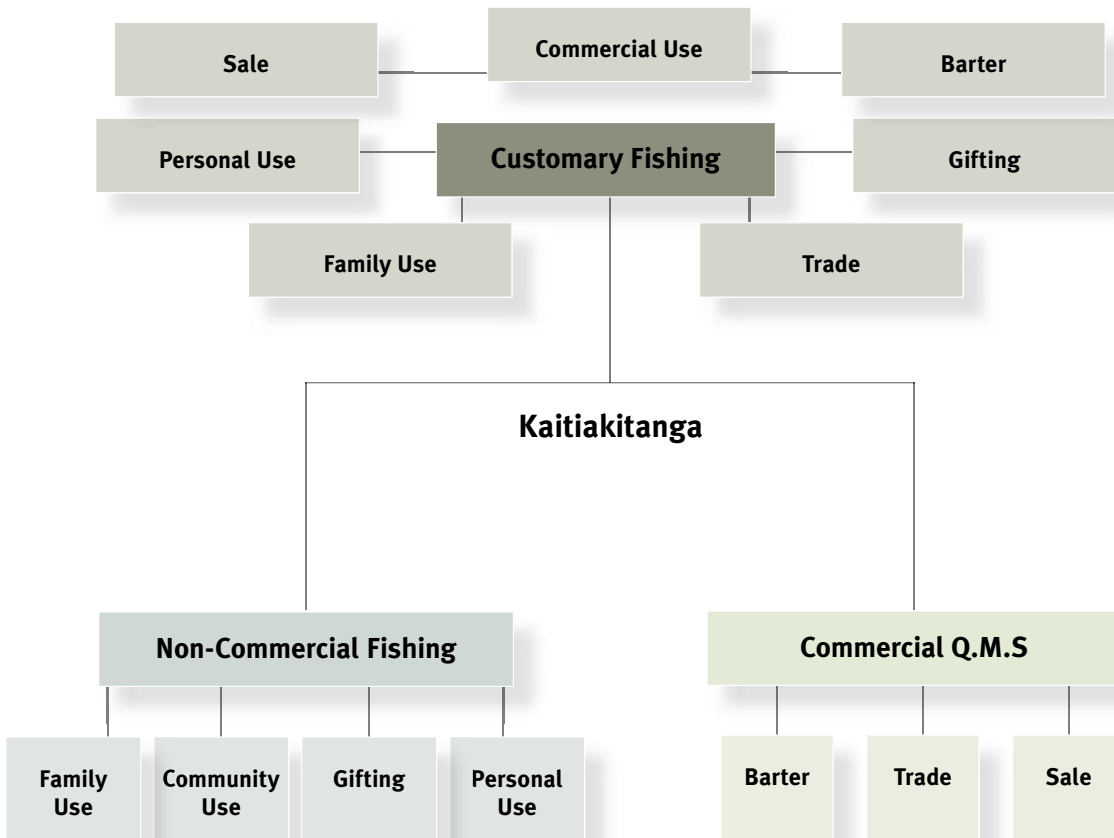 Commercial Use
Sale
Barter
Personal Use
Customary Fishing
Gifting
Family Use
Trade
Kaitiakitanga
Non-Commercial Fishing
Commercial Q.M.S
Family
Use
Community
Use
Gifting
Personal
Use
Barter
Trade
Sale